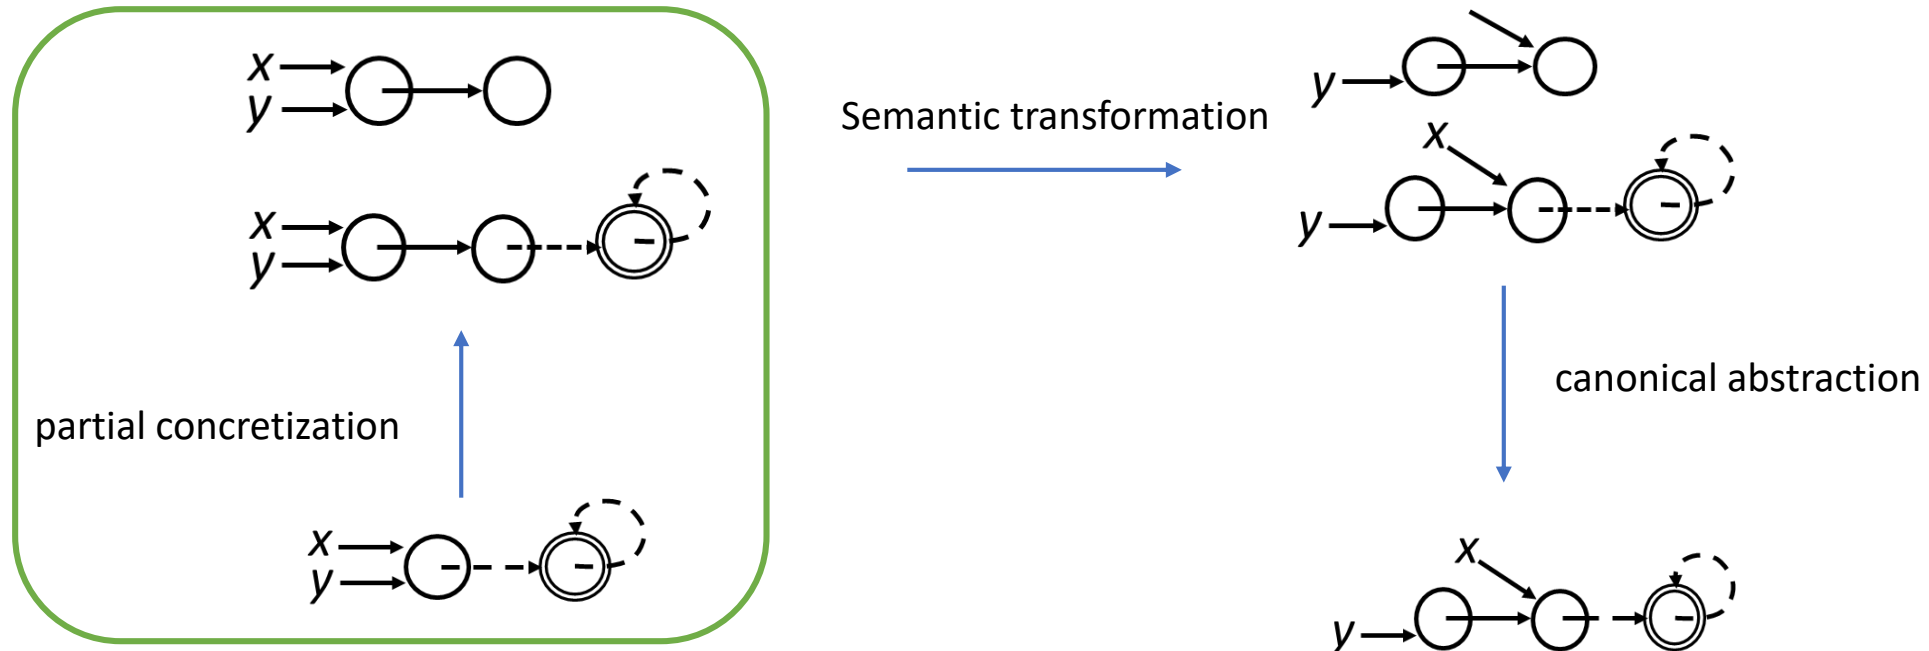 x
y
x
y
partial concretization
x
y
Semantic transformation
y
x
y
canonical abstraction
x
y